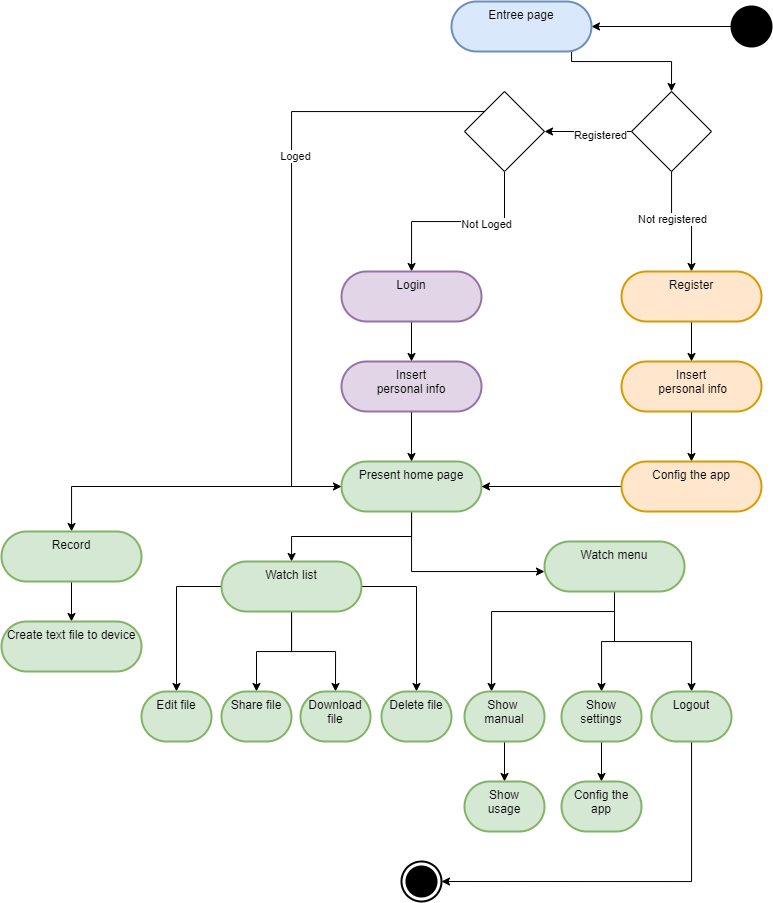 Entree page
Registered
Loged
Not Loged
Not registered
Login
Register
Insert
personal info
Insert
personal info
Present home page
Config the app
Record
Watch list
Watch menu
Create text file to device
Edit file
Share file
Download
file
Delete file
Show
manual
Show
settings
Logout
Show
usage
Config the
app